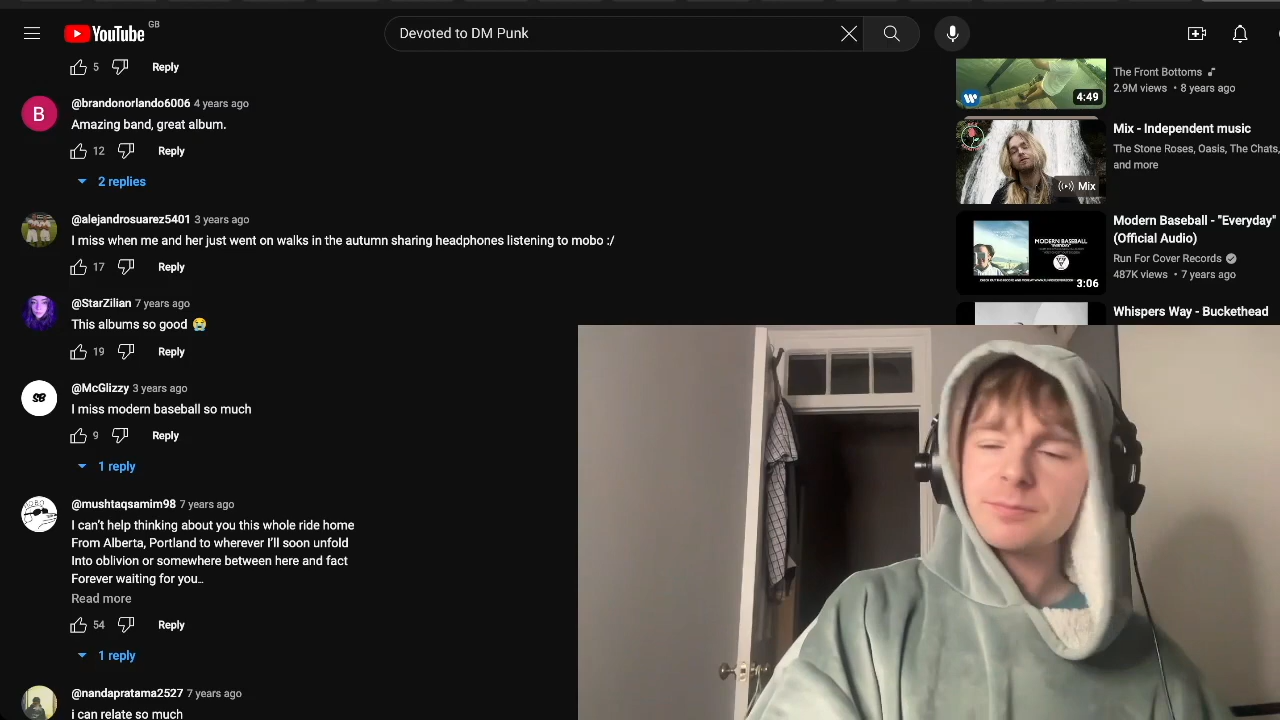 YouTube GB
Devoted to DM Punk
5 Reply
B
@brandonorlando6006 4 years ago
Amazing band, great album.
12 Reply
2 replies
@alejandrosuarez5401 3 years ago
I miss when me and her just went on walks in the autumn sharing headphones listening to mobo :/
17 Reply
@StarZilian 7 years ago
This albums so good 😭
19 Reply
SB
@McGlizzy 3 years ago
I miss modern baseball so much
9 Reply
1 reply
@mushtaqsamim98 7 years ago
I can't help thinking about you this whole ride home
From Alberta, Portland to wherever I'll soon unfold
Into oblivion or somewhere between here and fact
Forever waiting for you...
Read more
54 Reply
1 reply
@nandapratama2527 7 years ago
i can relate so much
4:49
The Front Bottoms
2.9M views • 8 years ago
Mix
Mix - Independent music
The Stone Roses, Oasis, The Chats,
and more
MODERN BASEBALL
"EVERYDAY"
3:06
Modern Baseball - "Everyday"
(Official Audio)
Run For Cover Records
487K views • 7 years ago
Whispers Way - Buckethead